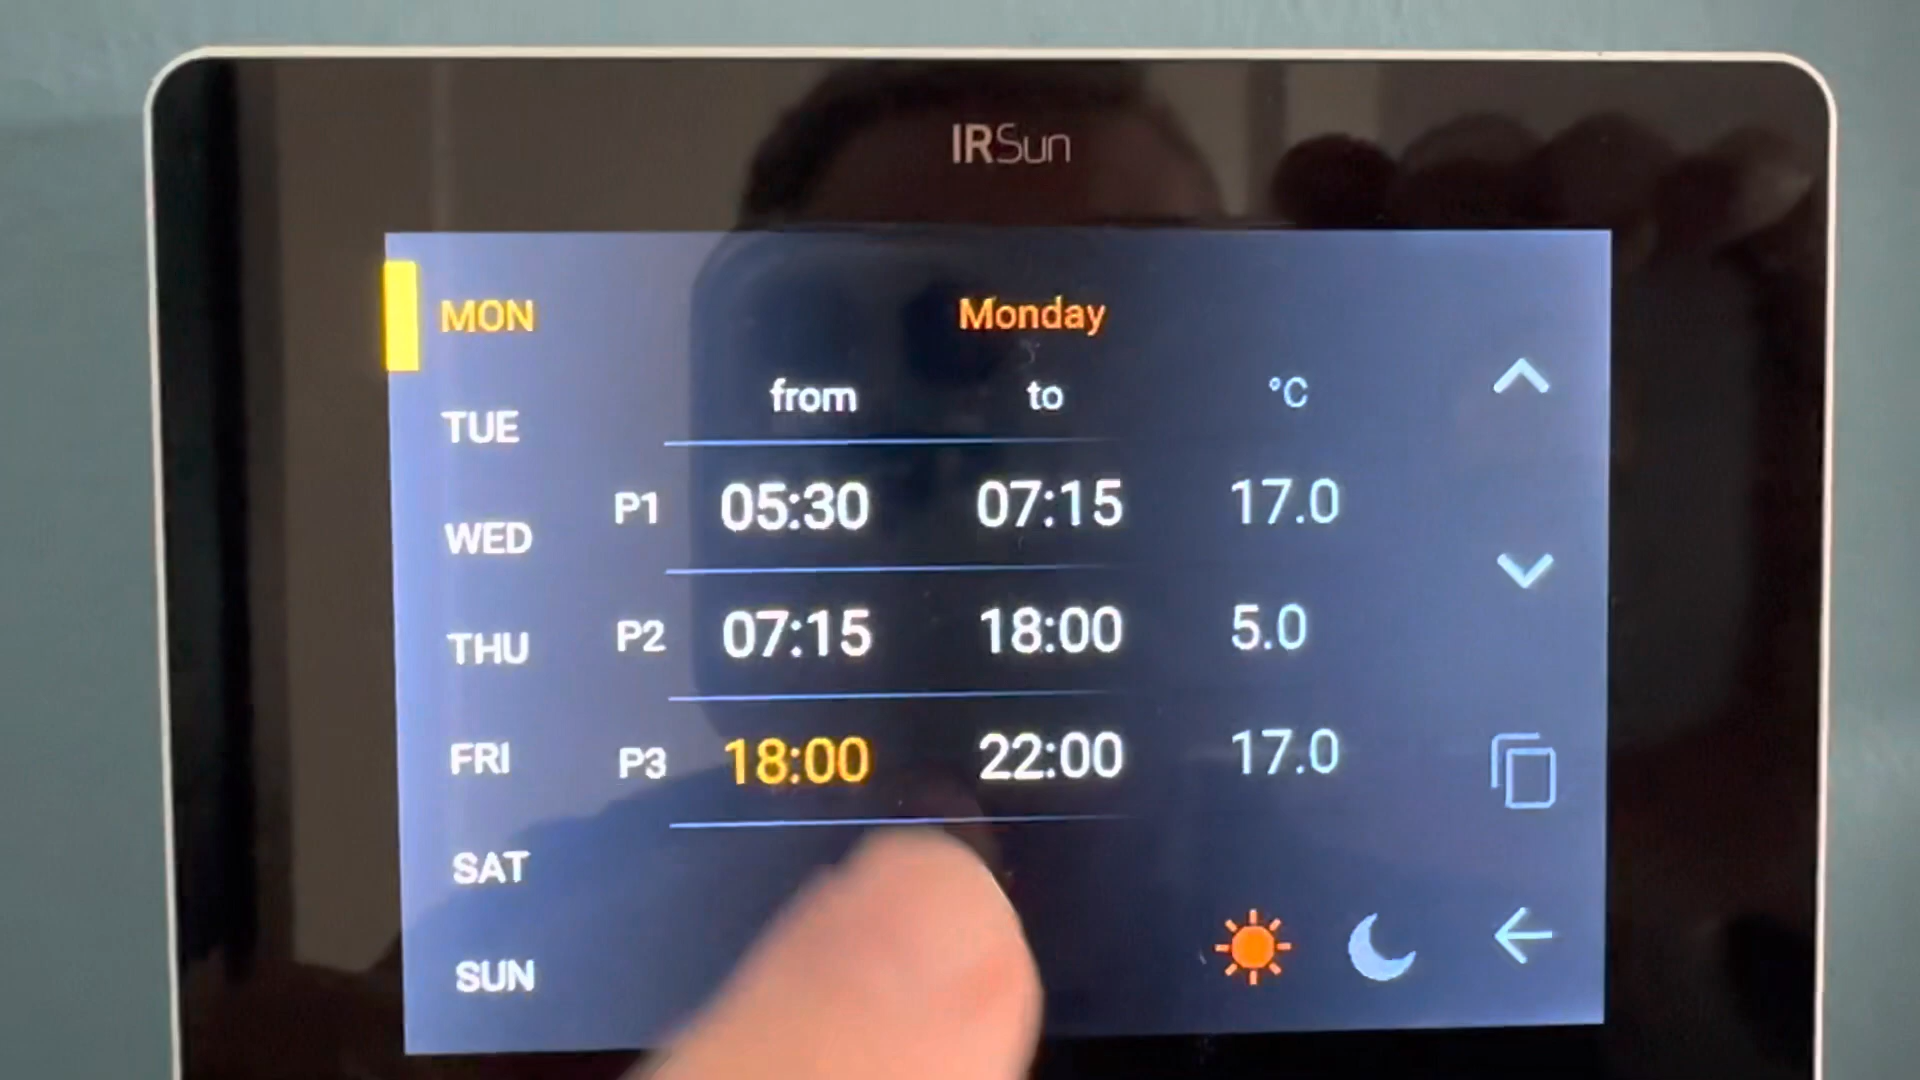 IRSun
MON
Monday
from to °C
TUE
P1 05:30 07:15 17.0
WED
P2 07:15 18:00 5.0
THU
P3 18:00 22:00 17.0
FRI
SAT
SUN